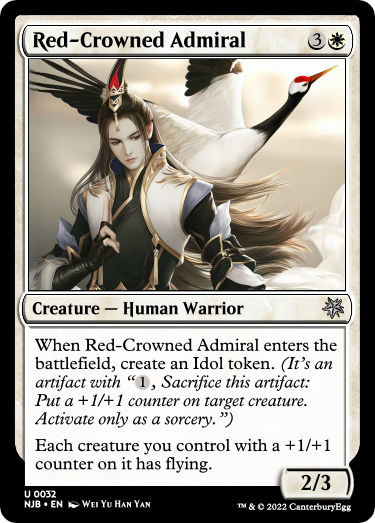 Red-Crowned Admiral 3
Creature — Human Warrior
When Red-Crowned Admiral enters the
battlefield, create an Idol token. (It's an
artifact with “1, Sacrifice this artifact:
Put a +1/+1 counter on target creature.
Activate only as a sorcery.”)
Each creature you control with a +1/+1
counter on it has flying.
2/3
U 0032
NJB • EN Wei Yu Han Yan
™ & © 2022 CanterburyEgg